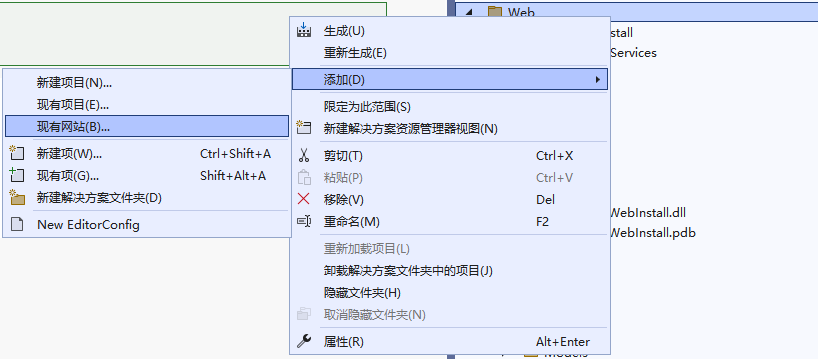 Web
生成(U)
重新生成(E)
添加(D)
限定为此范围(S)
新建解决方案资源管理器视图(N)
剪切(T) Ctrl+X
粘贴(P) Ctrl+V
移除(V) Del
重命名(M) F2
重新加载项目(L)
卸载解决方案文件夹中的项目(J)
隐藏文件夹(H)
取消隐藏文件夹(N)
属性(R) Alt+Enter
新建项目(N)...
现有项目(E)...
现有网站(B)...
新建项(W)... Ctrl+Shift+A
现有项(G)... Shift+Alt+A
新建解决方案文件夹(D)
New EditorConfig
stall
Services
WebInstall.dll
WebInstall.pdb
Models